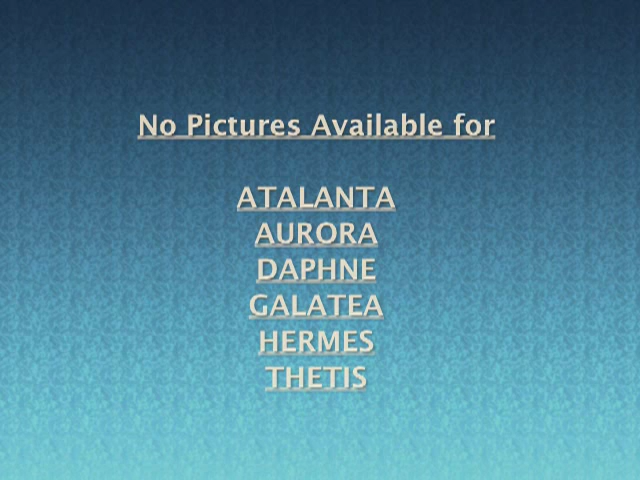 No Pictures Available for
ATALANTA
AURORA
DAPHNE
GALATEA
HERMES
THETIS